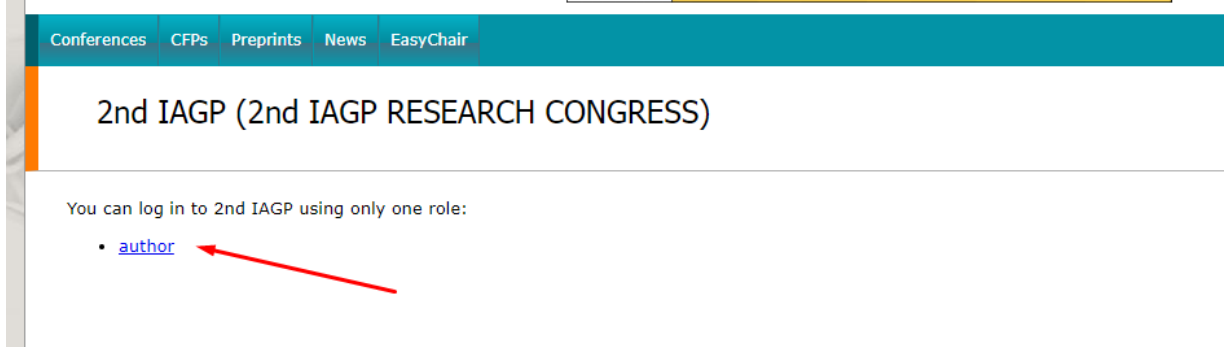 Conferences CFPs Preprints News EasyChair
2nd IAGP (2nd IAGP RESEARCH CONGRESS)
You can log in to 2nd IAGP using only one role:
• author